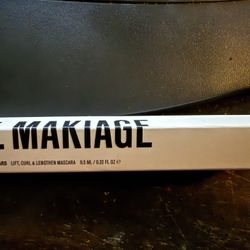 MAKIAGE
LIFT, CURL & LENGTHEN MASCARA 9.5 ML / 0.32 FL. OZ ℮